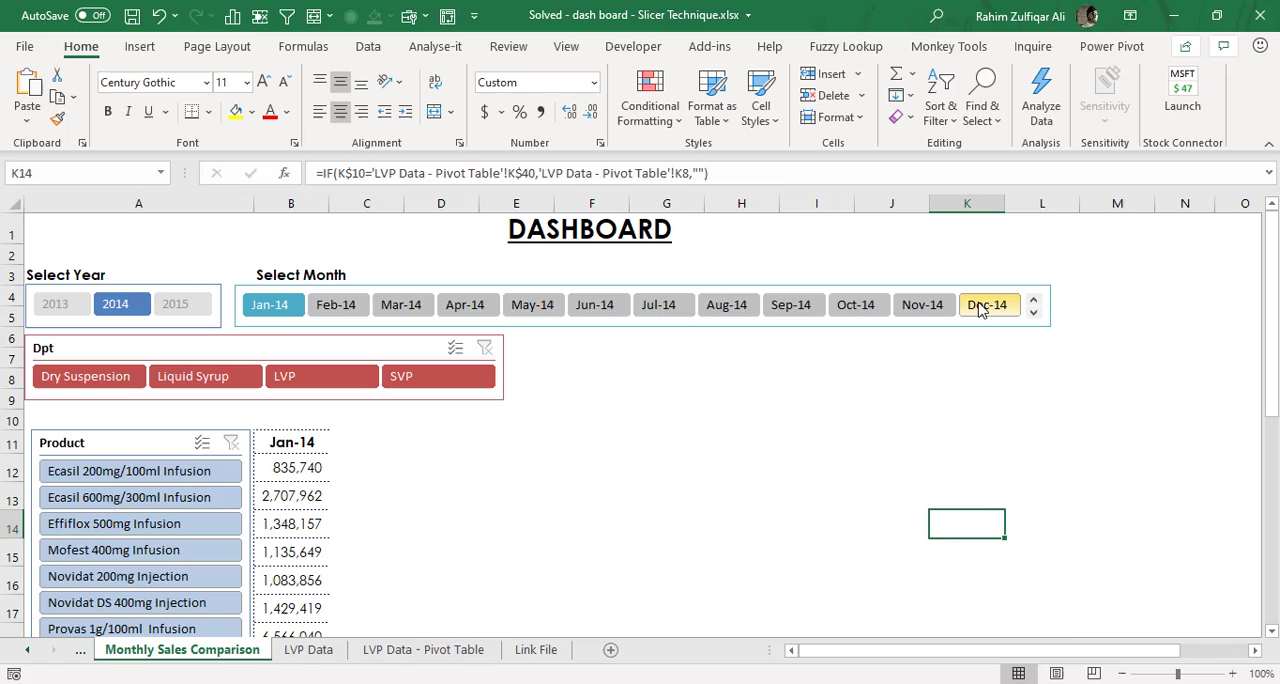 AutoSave Off Solved - dash board - Slicer Technique.xlsx Rahim Zulfiqar Ali
File Home Insert Page Layout Formulas Data Analyse-it Review View Developer Add-ins Help Fuzzy Lookup Monkey Tools Inquire Power Pivot
Century Gothic 11 Custom Insert MSFT
Paste Conditional Formatting Format as Table Cell Styles Delete Sort & Filter Find & Select Analyze Data Sensitivity $ 47 Launch
B I U $ % Format
Clipboard Font Alignment Number Styles Cells Editing Analysis Sensitivity Stock Connector
K14 fx =IF(K$10='LVP Data - Pivot Table'!K$40,'LVP Data - Pivot Table'!K8,"")
A B C D E F G H I J K L M N O
1 DASHBOARD
2
3 Select Year Select Month
4 2013 2014 2015 Jan-14 Feb-14 Mar-14 Apr-14 May-14 Jun-14 Jul-14 Aug-14 Sep-14 Oct-14 Nov-14 Dec-14
5
6
7 Dpt
8 Dry Suspension Liquid Syrup LVP SVP
9
10
11 Product Jan-14
12 Ecasil 200mg/100ml Infusion 835,740
13 Ecasil 600mg/300ml Infusion 2,707,962
14 Effiflox 500mg Infusion 1,348,157
15 Mofest 400mg Infusion 1,135,649
16 Novidat 200mg Injection 1,083,856
17 Novidat DS 400mg Injection 1,429,419
Provas 1g/100ml Infusion 6,566,040
... Monthly Sales Comparison LVP Data LVP Data - Pivot Table Link File
100%